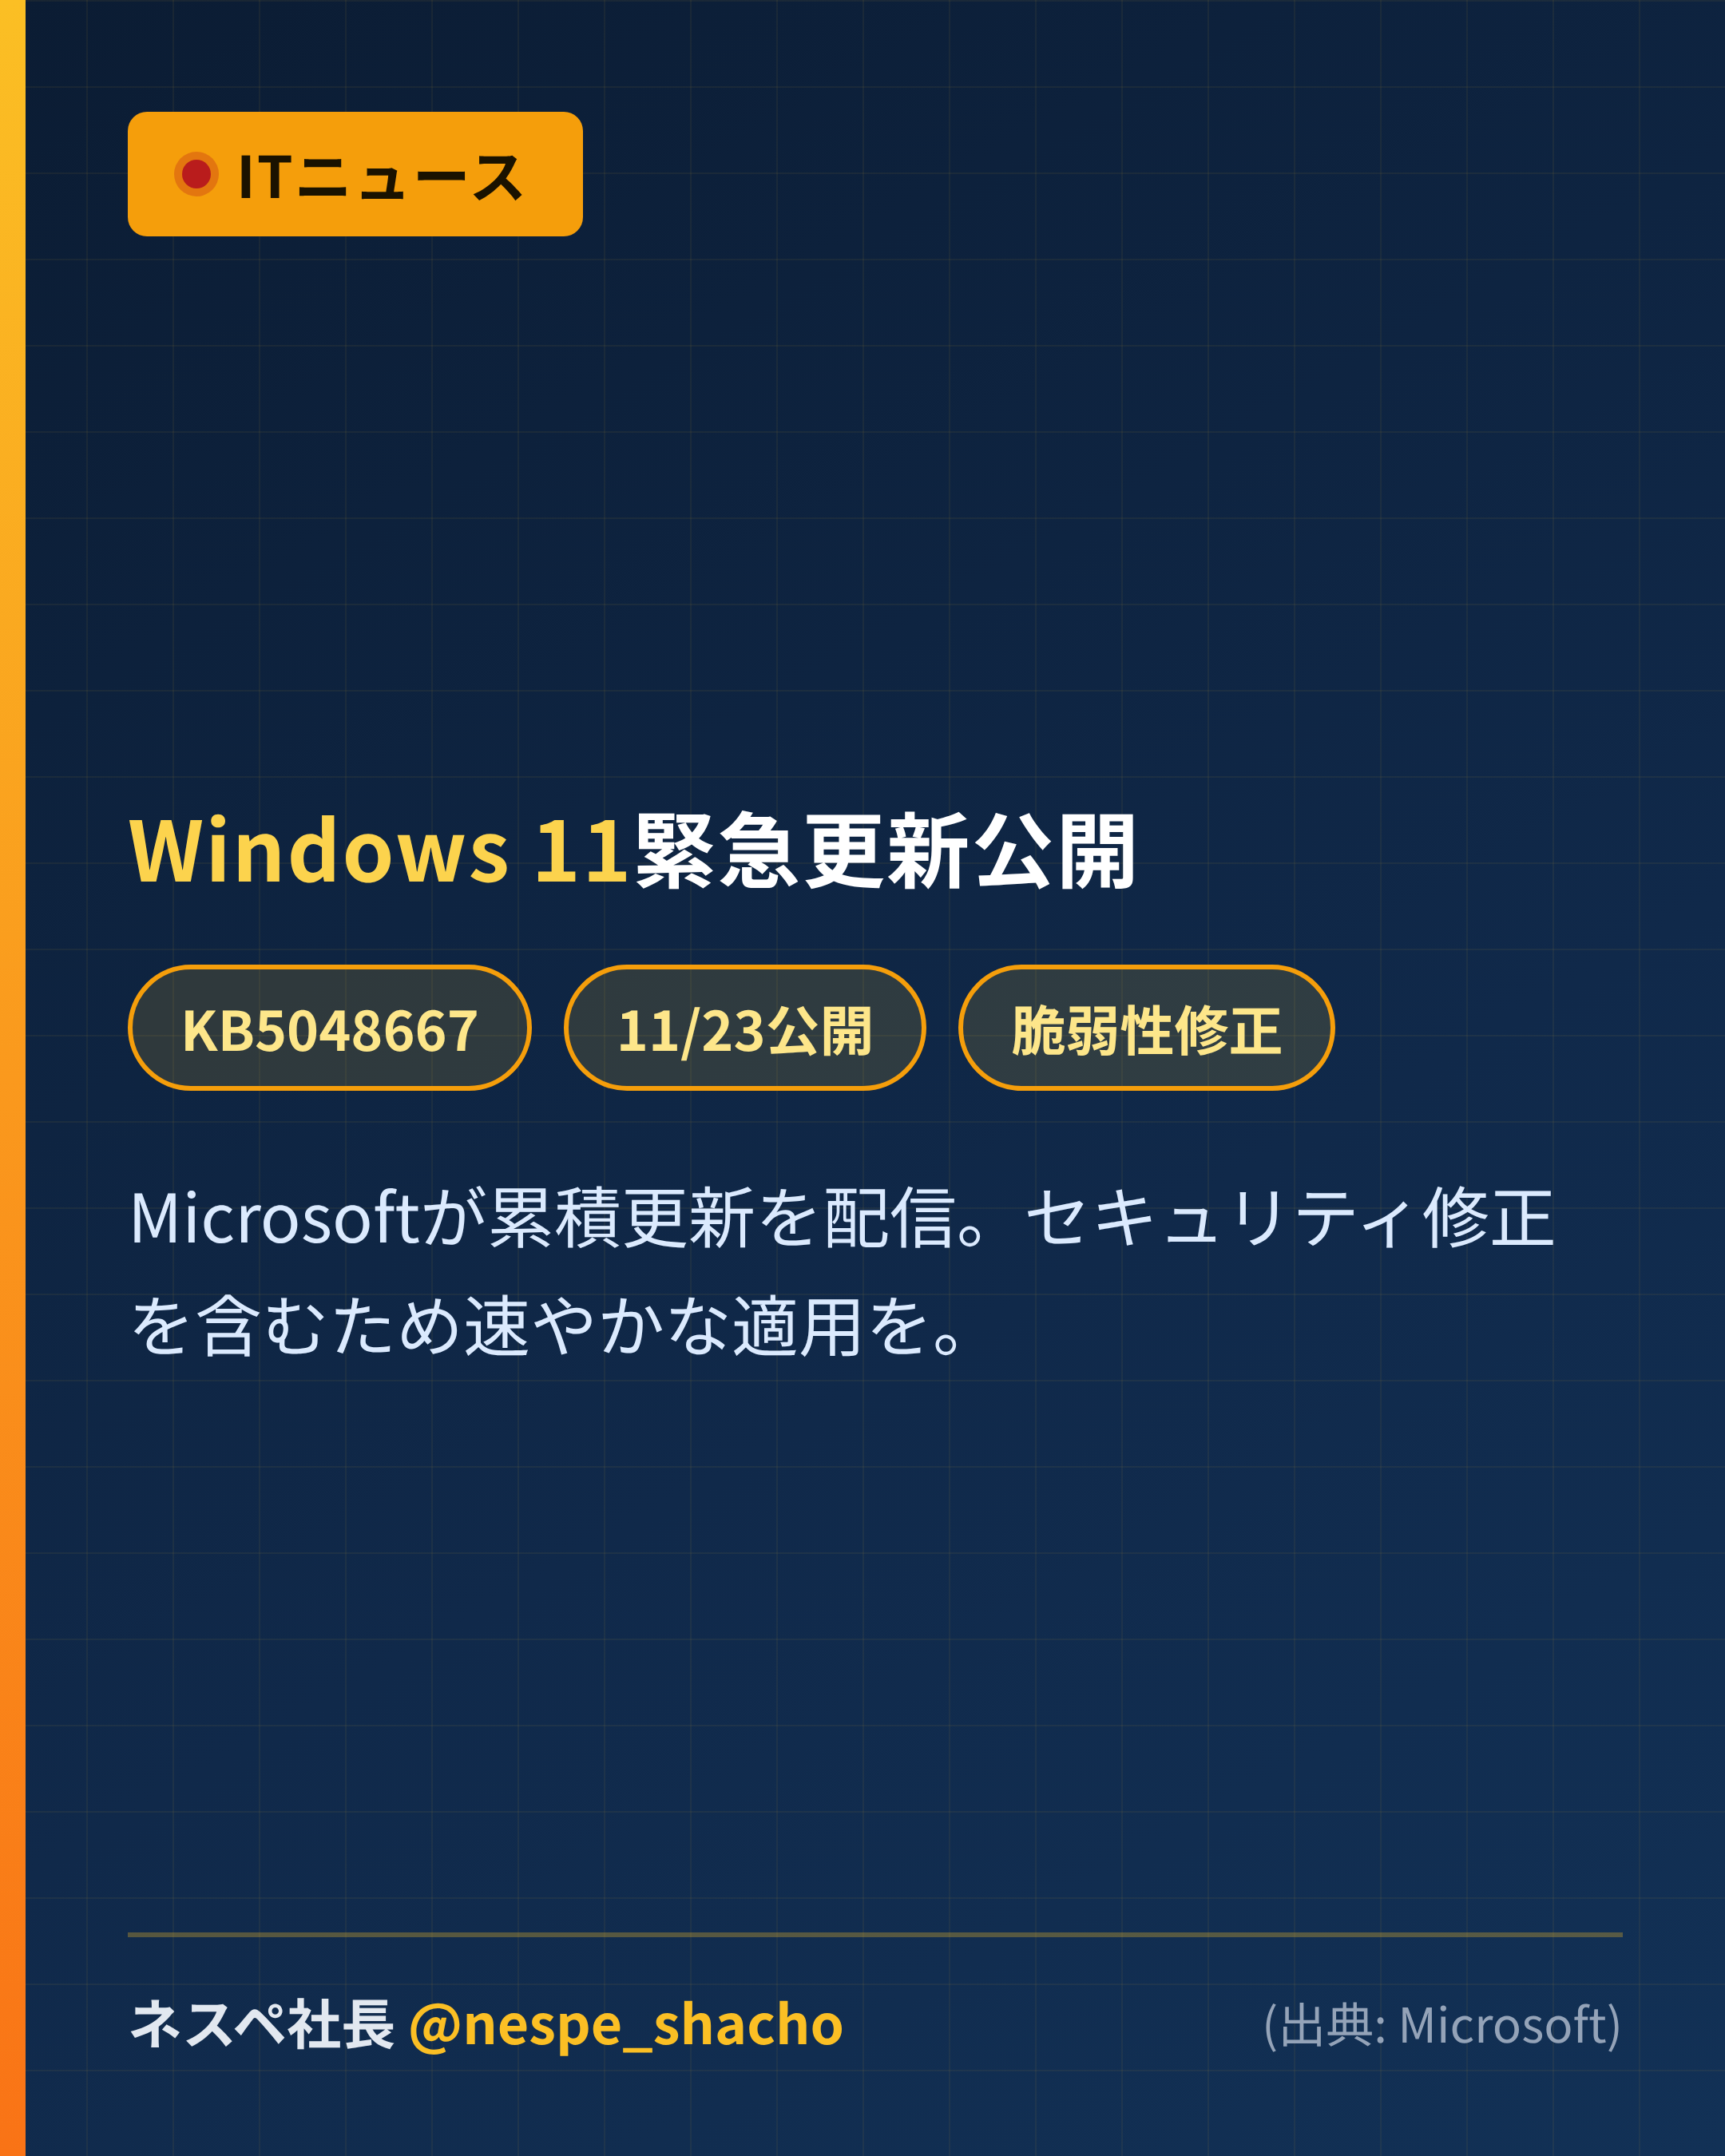 ITニュース
Windows 11緊急更新公開
KB5048667 11/23公開 脆弱性修正
Microsoftが累積更新を配信。セキュリティ修正
を含むため速やかな適用を。
ネスペ社長 @nespe_shacho (出典: Microsoft)